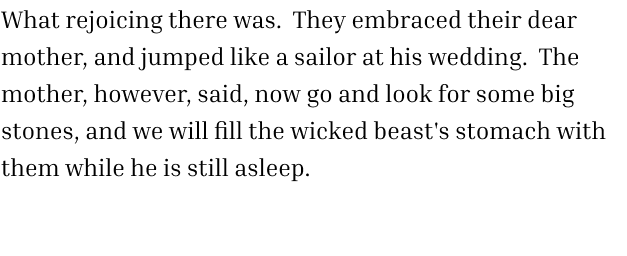 What rejoicing there was.  They embraced their dear
mother, and jumped like a sailor at his wedding.  The
mother, however, said, now go and look for some big
stones, and we will fill the wicked beast's stomach with
them while he is still asleep.